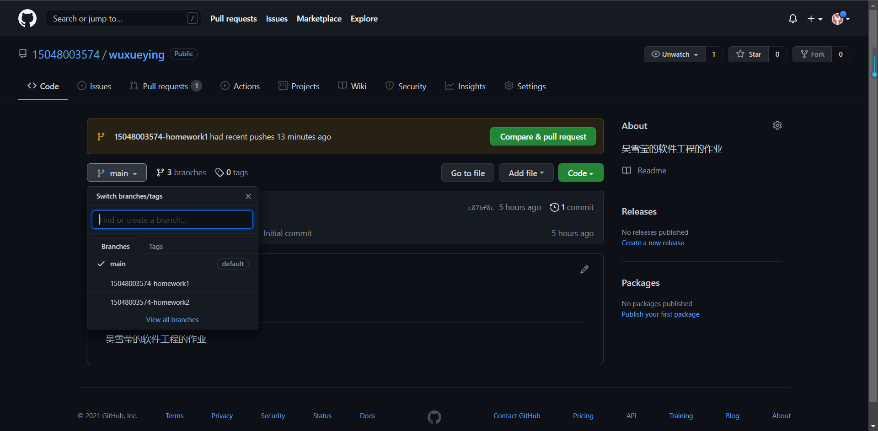 Search or jump to... /
Pull requests Issues Marketplace Explore
15048003574 / wuxueying Public
Unwatch 1 Star 0 Fork 0
Code Issues Pull requests 1 Actions Projects Wiki Security Insights Settings
15048003574-homework1 had recent pushes 13 minutes ago Compare & pull request
main 3 branches 0 tags Go to file Add file Code
Switch branches/tags
Find or create a branch...
Branches Tags
main default
15048003574-homework1
15048003574-homework2
View all branches
5 hours ago 1 commit
Initial commit 5 hours ago
吴雪莹的软件工程的作业
About
吴雪莹的软件工程的作业
Readme
Releases
No releases published
Create a new release
Packages
No packages published
Publish your first package
© 2021 GitHub, Inc. Terms Privacy Security Status Docs Contact GitHub Pricing API Training Blog About